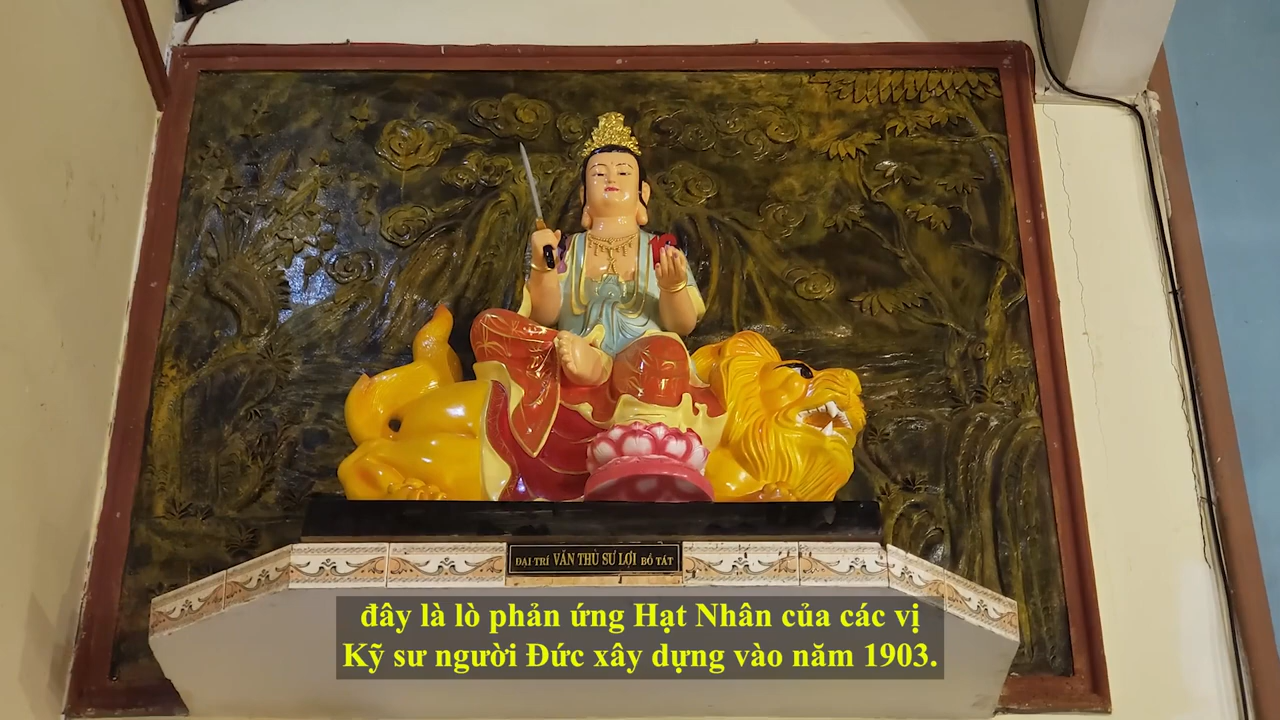 ĐẠI TRÍ VĂN THÙ SƯ LỢI BỒ TÁT
đây là lò phản ứng Hạt Nhân của các vị
Kỹ sư người Đức xây dựng vào năm 1903.